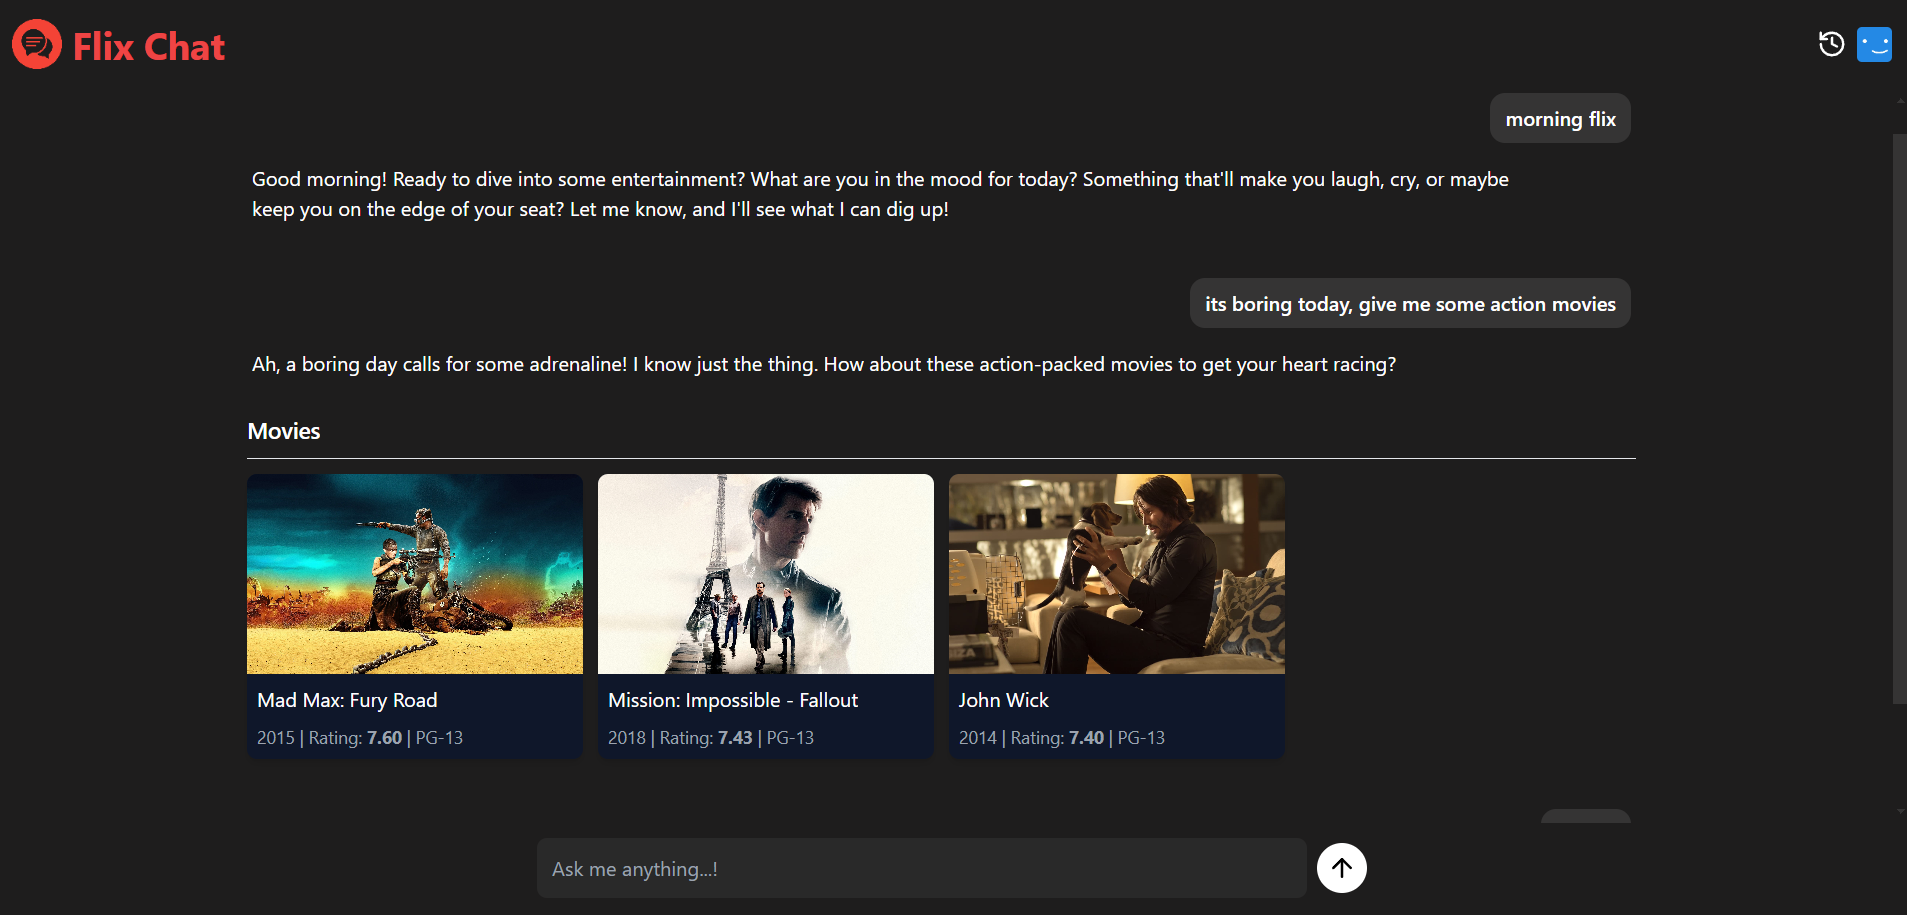 Flix Chat
morning flix
Good morning! Ready to dive into some entertainment? What are you in the mood for today? Something that'll make you laugh, cry, or maybe
keep you on the edge of your seat? Let me know, and I'll see what I can dig up!
its boring today, give me some action movies
Ah, a boring day calls for some adrenaline! I know just the thing. How about these action-packed movies to get your heart racing?
Movies
Mad Max: Fury Road
2015 | Rating: 7.60 | PG-13
Mission: Impossible - Fallout
2018 | Rating: 7.43 | PG-13
John Wick
2014 | Rating: 7.40 | PG-13
Ask me anything...!